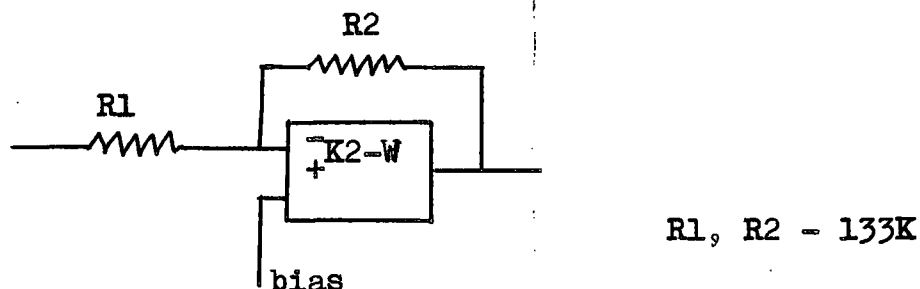 R2
R1
- K2-W
+
R1, R2 - 133K
bias